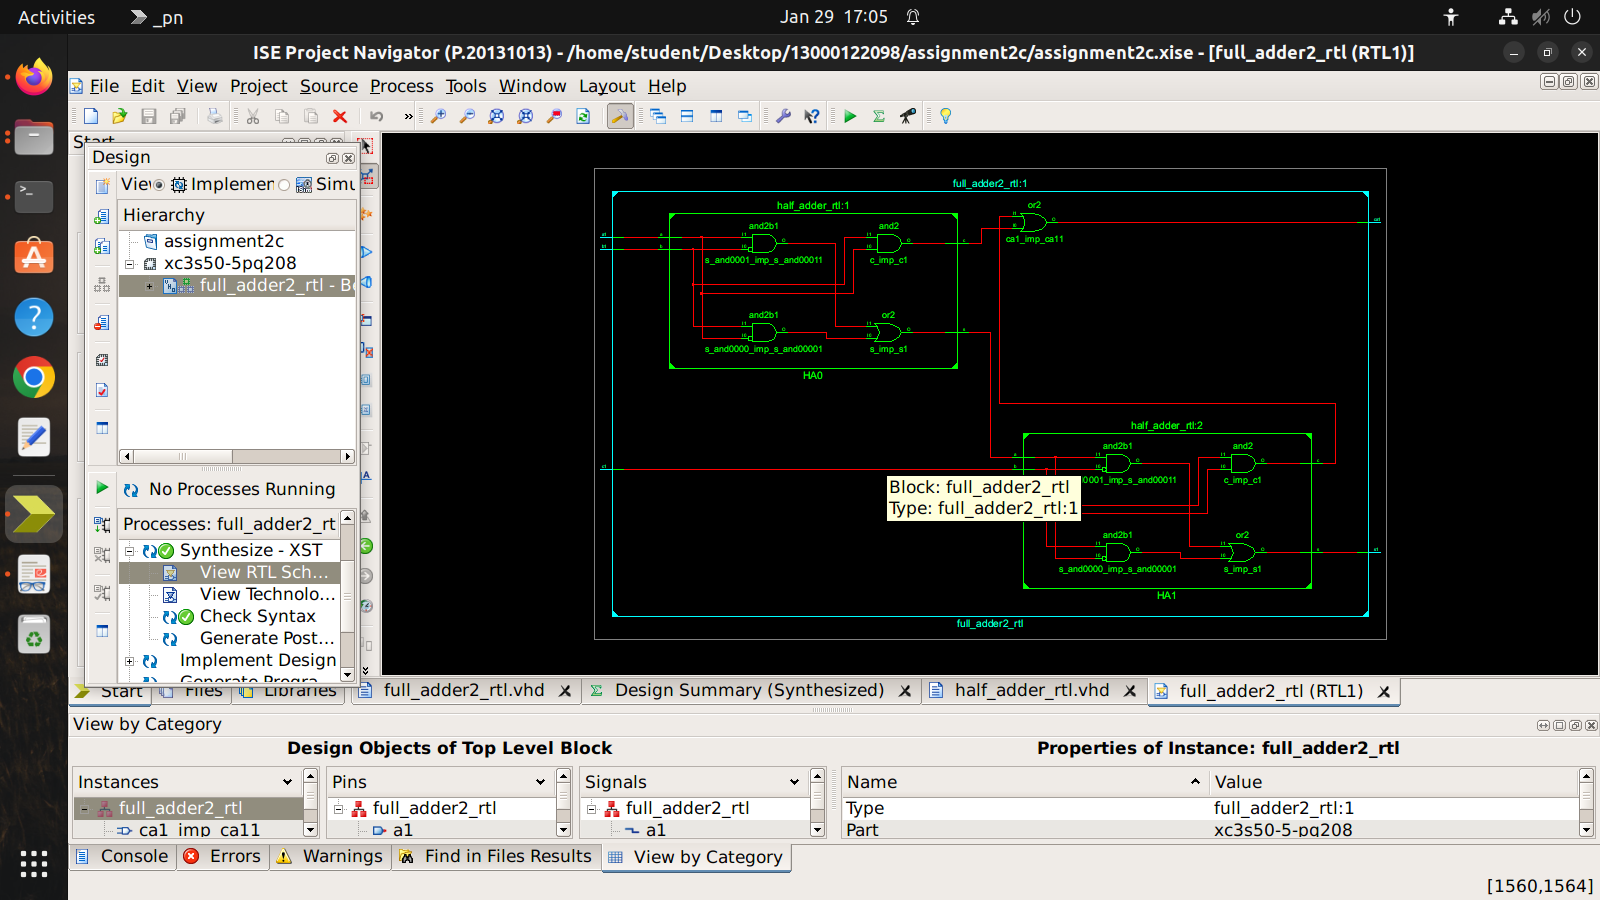 Activities
_pn
Jan 29 17:05
ISE Project Navigator (P.20131013) - /home/student/Desktop/13000122098/assignment2c/assignment2c.xise - [full_adder2_rtl (RTL1)]
File Edit View Project Source Process Tools Window Layout Help
Design
Implemen
Hierarchy
assignment2c
xc3s50-5pq208
full_adder2_rtl - B
No Processes Running
Processes: full_adder2_rt
Synthesize - XST
View RTL Sch...
View Technolo...
Check Syntax
Generate Post...
Implement Design
full_adder2_rtl:1
half_adder_rtl:1
and2b1
and2
s_and0001_imp_s_and00011
c_imp_c1
and2b1
or2
s_and0000_imp_s_and00001
s_imp_s1
HA0
or2
ca1_imp_ca11
half_adder_rtl:2
and2b1
and2
001_imp_s_and00011
c_imp_c1
Block: full_adder2_rtl
Type: full_adder2_rtl:1
and2b1
or2
s_and0000_imp_s_and00001
s_imp_s1
HA1
full_adder2_rtl
Start
Files
Libraries
full_adder2_rtl.vhd
Design Summary (Synthesized)
half_adder_rtl.vhd
full_adder2_rtl (RTL1)
View by Category
Design Objects of Top Level Block
Properties of Instance: full_adder2_rtl
Instances
Pins
Signals
Name
Value
full_adder2_rtl
full_adder2_rtl
full_adder2_rtl
Type
full_adder2_rtl:1
ca1_imp_ca11
a1
a1
Part
xc3s50-5-pq208
Console
Errors
Warnings
Find in Files Results
View by Category
[1560,1564]